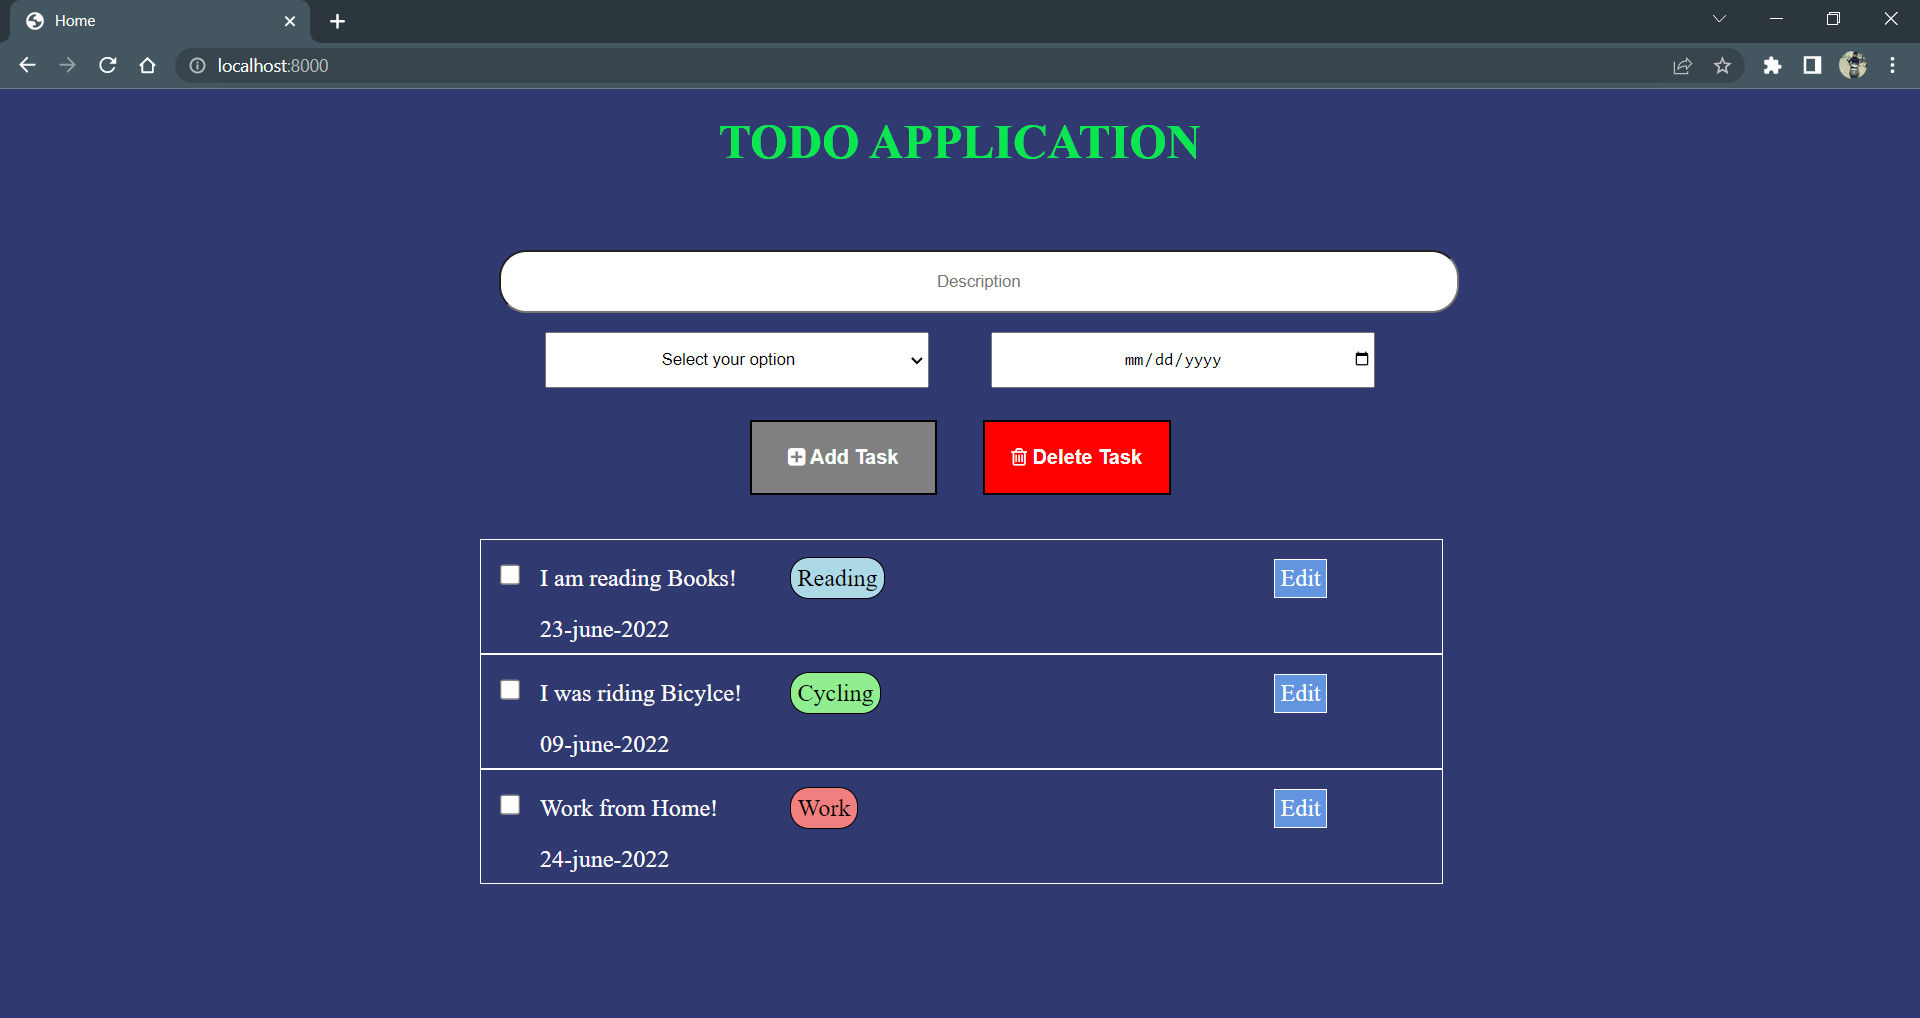 Home
localhost:8000
TODO APPLICATION
Description
Select your option
mm/dd/yyyy
Add Task
Delete Task
I am reading Books! Reading Edit
23-june-2022
I was riding Bicylce! Cycling Edit
09-june-2022
Work from Home! Work Edit
24-june-2022